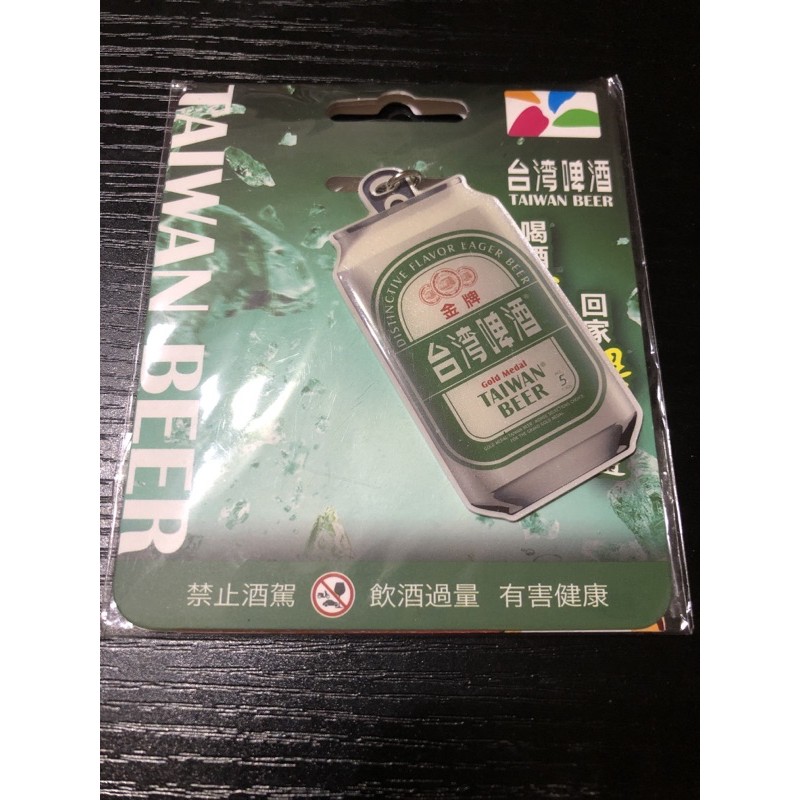 TAIWAN BEER
台湾啤酒
TAIWAN BEER
喝
回家
DISTINCTIVE FLAVOR LAGER BEER
金牌
台湾啤酒
Gold Medal
TAIWAN
BEER
5
禁止酒駕 飲酒過量 有害健康